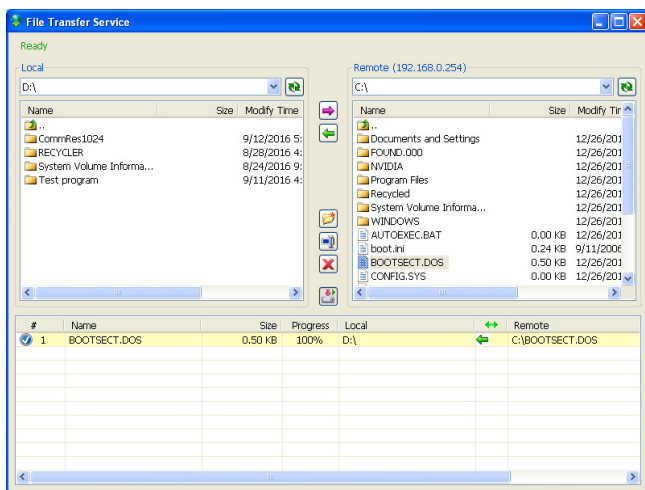 File Transfer Service
Ready
Local
D:\
Name Size Modify Time
..
CommRes1024 9/12/2016 5:
RECYCLER 8/28/2016 4:
System Volume Informa... 8/24/2016 9:
Test program 9/11/2016 4:
Remote (192.168.0.254)
C:\
Name Size Modify Tir
..
Documents and Settings 12/26/201
FOUND.000 12/26/201
NVIDIA 12/26/201
Program Files 12/26/201
Recycled 12/26/201
System Volume Informa... 12/26/201
WINDOWS 12/26/201
AUTOEXEC.BAT 0.00 KB 12/26/201
boot.ini 0.24 KB 9/11/2006
BOOTSECT.DOS 0.50 KB 12/26/201
CONFIG.SYS 0.00 KB 12/26/201
# Name Size Progress Local Remote
1 BOOTSECT.DOS 0.50 KB 100% D:\ C:\BOOTSECT.DOS